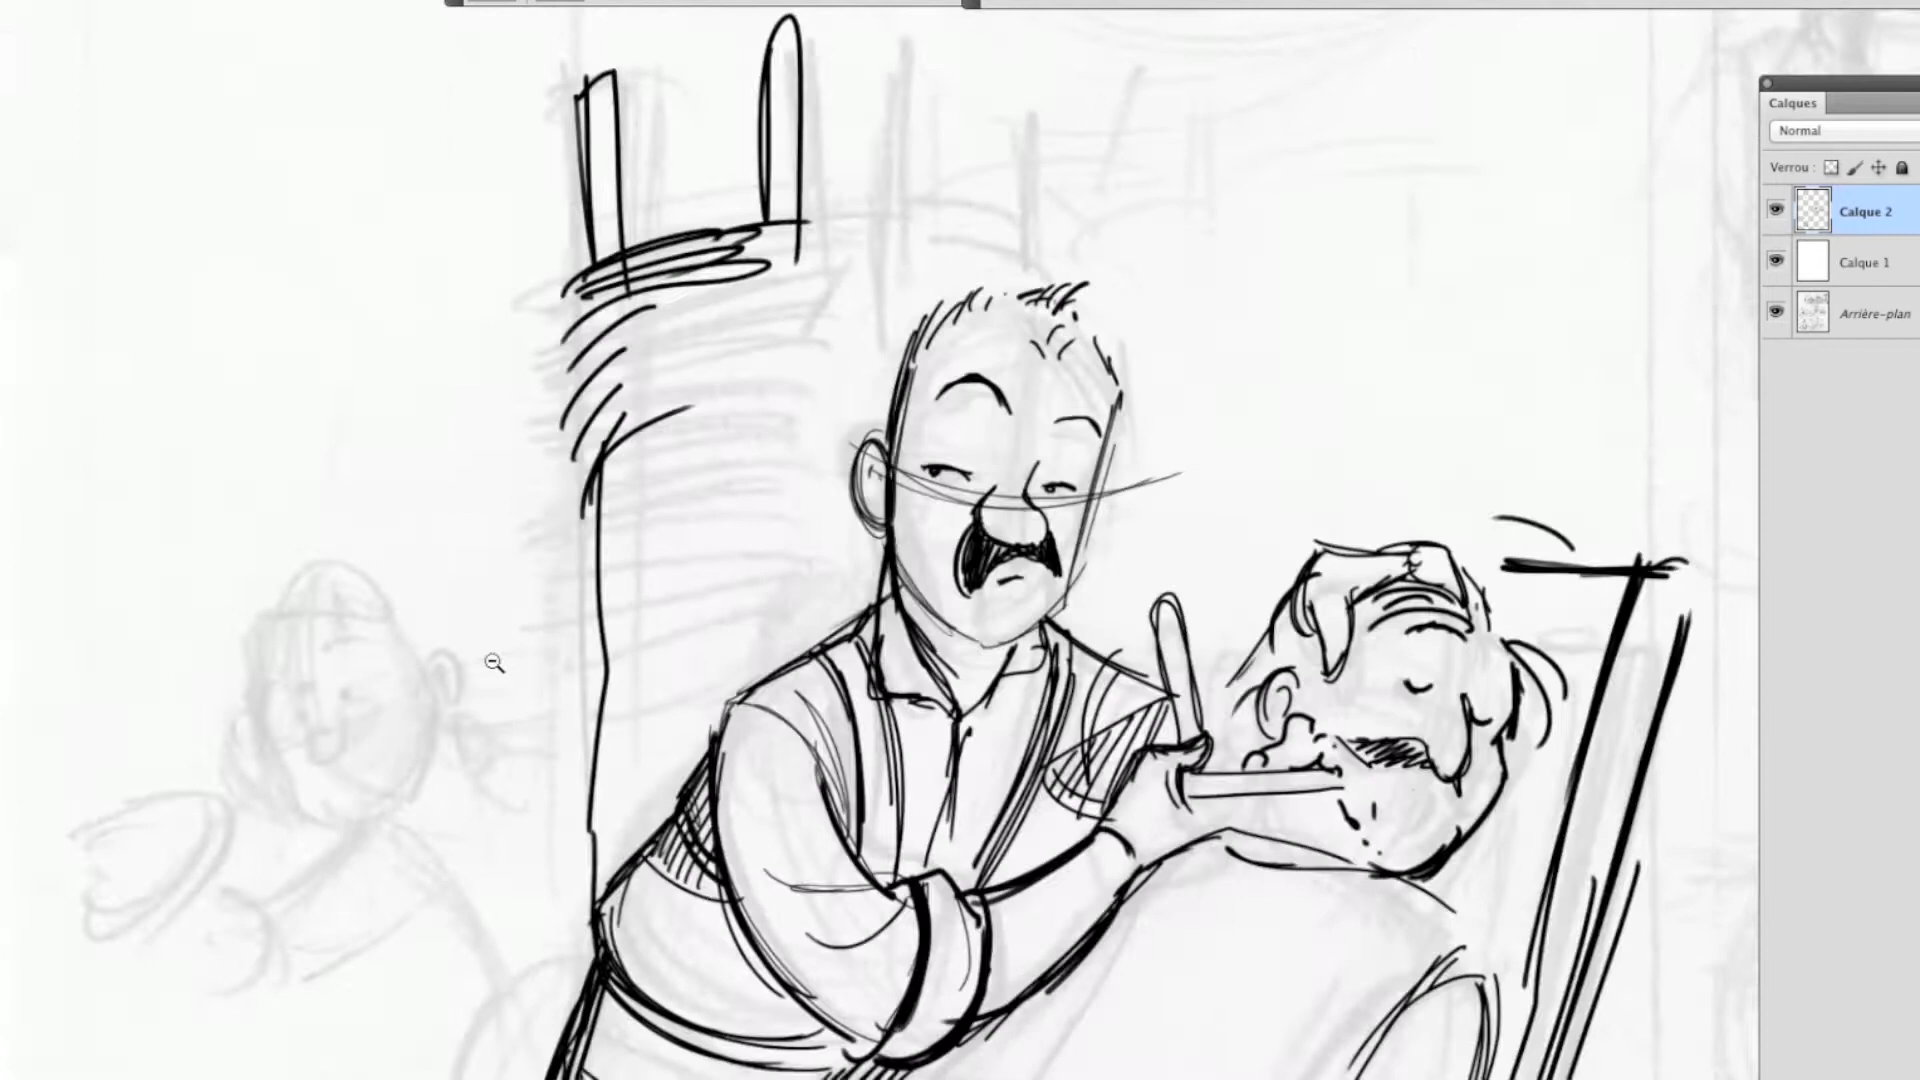 Calques
Normal
Verrou :
Calque 2
Calque 1
Arrière-plan